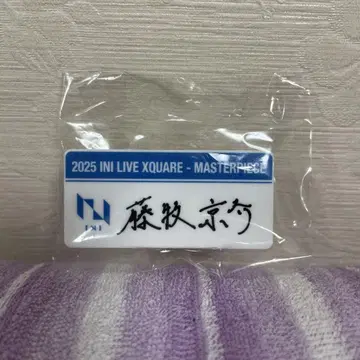 2025 INI LIVE XQUARE - MASTERPIECE
INI
藤牧京介